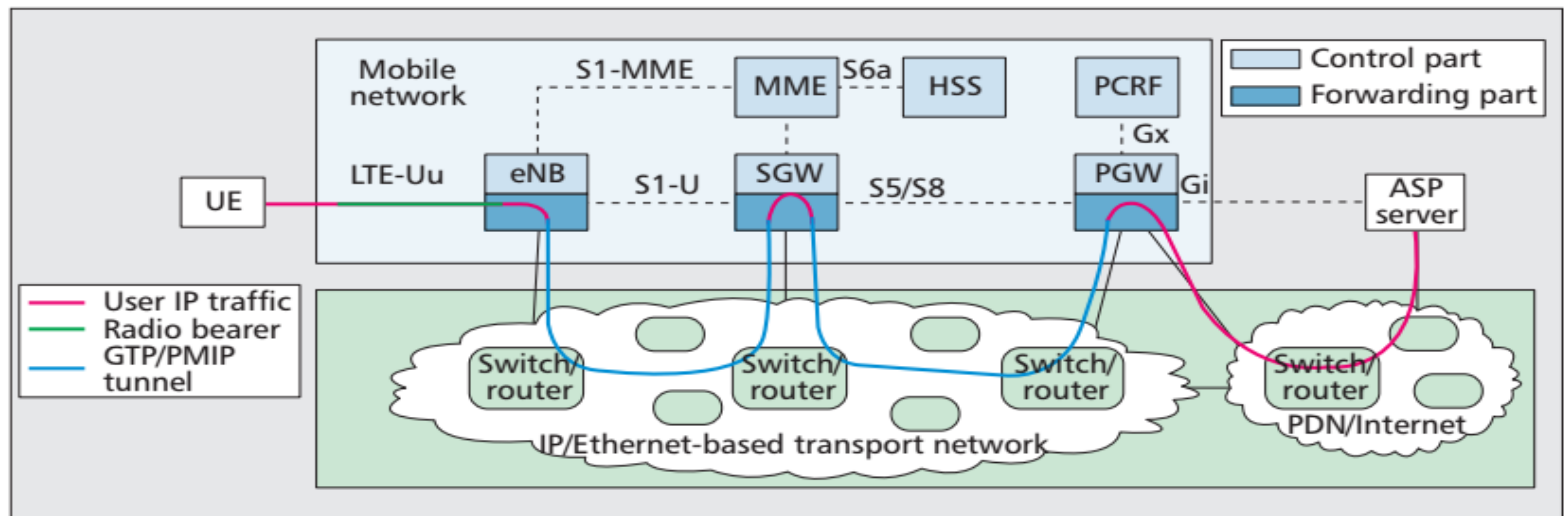 Mobile
network
S1-MME
MME
S6a
HSS
PCRF
Gx
Control part
Forwarding part
UE
LTE-Uu
eNB
S1-U
SGW
S5/S8
PGW
Gi
ASP
server
User IP traffic
Radio bearer
GTP/PMIP
tunnel
Switch/
router
Switch/
router
Switch/
router
Switch/
router
IP/Ethernet-based transport network
PDN/Internet